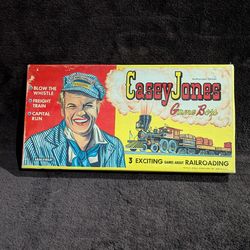 Casey Jones
Game Box
BLOW THE
WHISTLE
FREIGHT
TRAIN
CAPITAL
RUN
3 EXCITING GAMES ABOUT RAILROADING